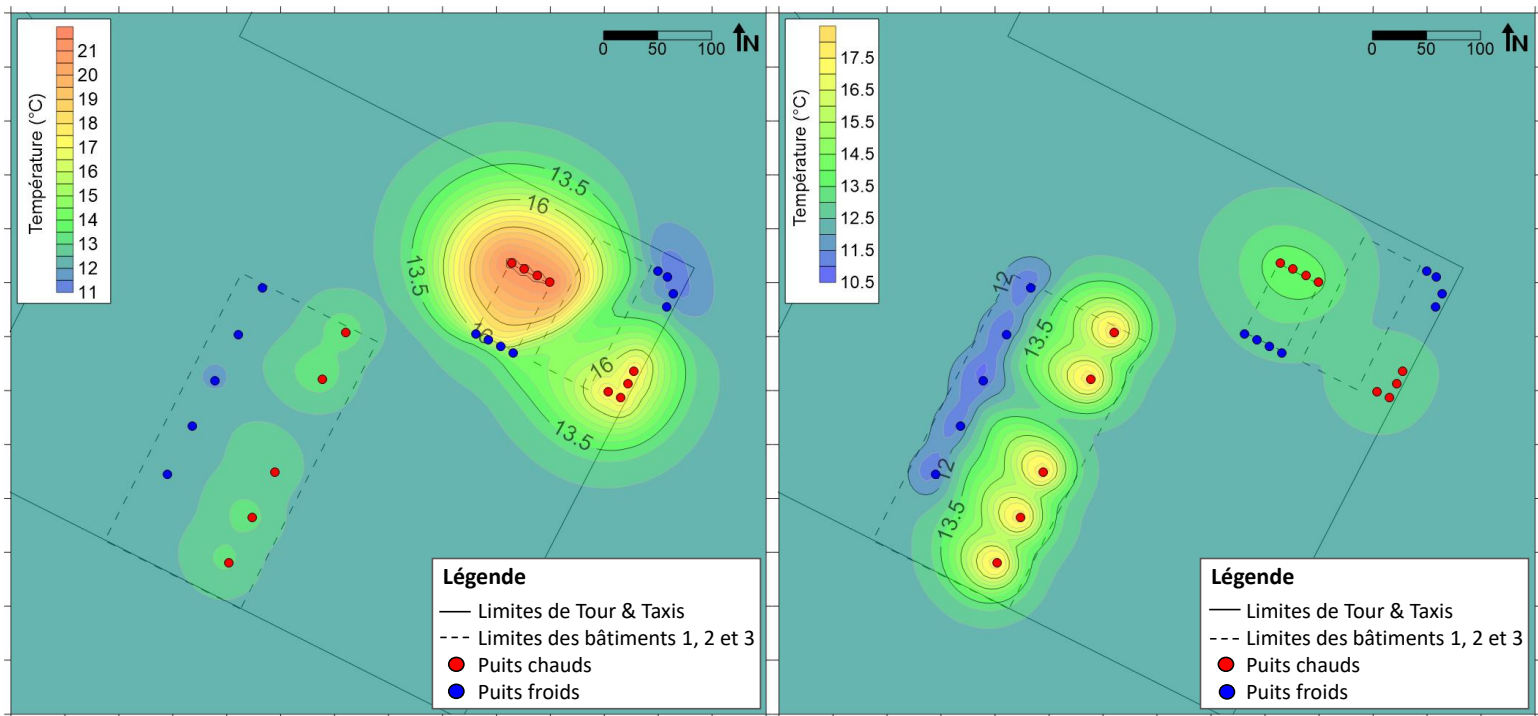 Température (°C)
21
20
19
18
17
16
15
14
13
12
11
0 50 100
N
13.5
16
13.5
16
16
13.5
Légende
Limites de Tour & Taxis
Limites des bâtiments 1, 2 et 3
Puits chauds
Puits froids
Température (°C)
17.5
16.5
15.5
14.5
13.5
12.5
11.5
10.5
0 50 100
N
12
13.5
12
13.5
Légende
Limites de Tour & Taxis
Limites des bâtiments 1, 2 et 3
Puits chauds
Puits froids